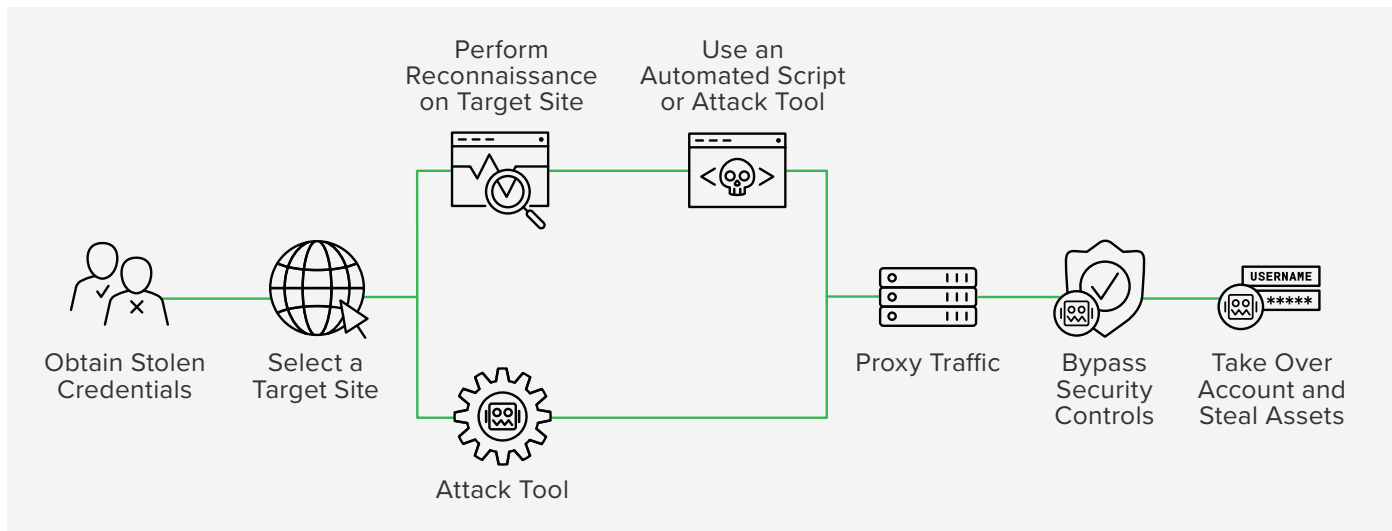 Perform
Reconnaissance
on Target Site
Use an
Automated Script
or Attack Tool
Obtain Stolen
Credentials
Select a
Target Site
Attack Tool
Proxy Traffic
Bypass
Security
Controls
USERNAME
*****
Take Over
Account and
Steal Assets